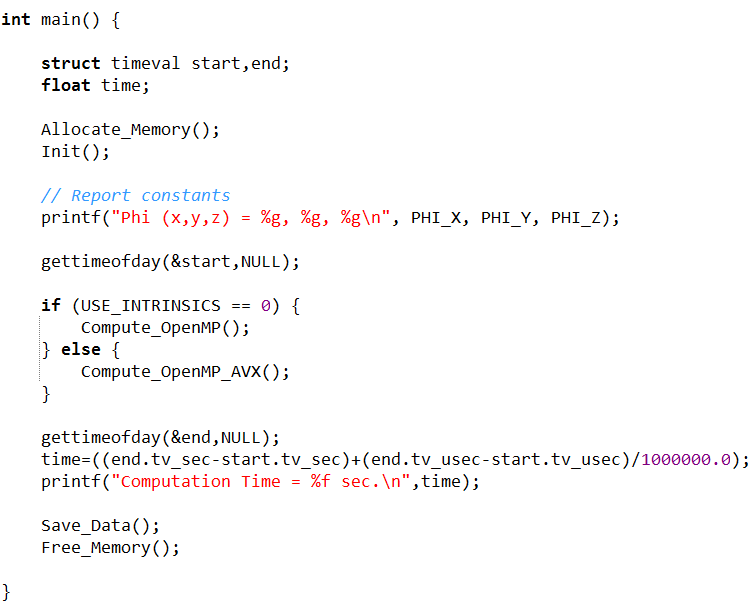 int main() {
struct timeval start,end;
float time;
Allocate_Memory();
Init();
// Report constants
printf("Phi (x,y,z) = %g, %g, %g\n", PHI_X, PHI_Y, PHI_Z);
gettimeofday(&start,NULL);
if (USE_INTRINSICS == 0) {
Compute_OpenMP();
} else {
Compute_OpenMP_AVX();
}
gettimeofday(&end,NULL);
time=((end.tv_sec-start.tv_sec)+(end.tv_usec-start.tv_usec)/1000000.0);
printf("Computation Time = %f sec.\n",time);
Save_Data();
Free_Memory();
}